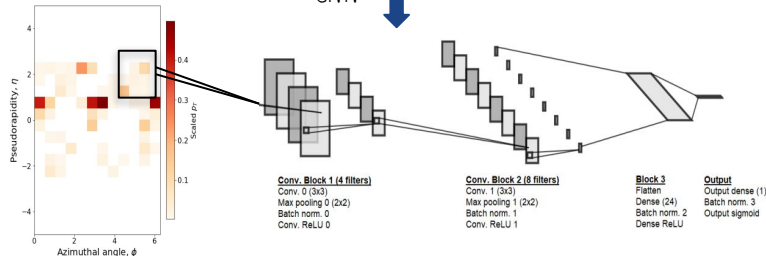 Pseudorapidity, η
4
2
0
−2
−4
0
2
4
6
Azimuthal angle, ϕ
0.4
0.3
0.2
0.1
Scaled pT
Conv. Block 1 (4 filters)
Conv. 0 (3x3)
Max pooling 0 (2x2)
Batch norm. 0
Conv. ReLU 0
Conv. Block 2 (8 filters)
Conv. 1 (3x3)
Max pooling 1 (2x2)
Batch norm. 1
Conv. ReLU 1
Block 3
Flatten
Dense (24)
Batch norm. 2
Dense ReLU
Output
Output dense (1)
Batch norm. 3
Output sigmoid